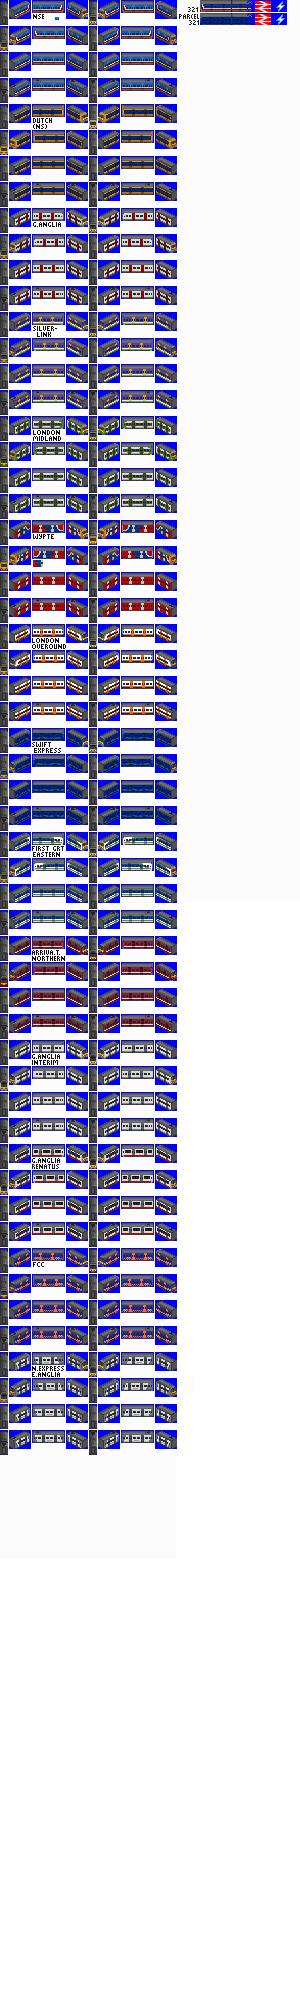 NSE
321
PARCEL
321
DUTCH
(NS)
G.ANGLIA
SILVER-
LINK
LONDON
MIDLAND
WYPTE
LONDON
OVEROUND
SWIFT
EXPRESS
FIRST GRT
EASTERN
ARRIVA T.
NORTHERN
G.ANGLIA
INTERIM
G.ANGLIA
RENATUS
FCC
N.EXPRESS
E.ANGLIA